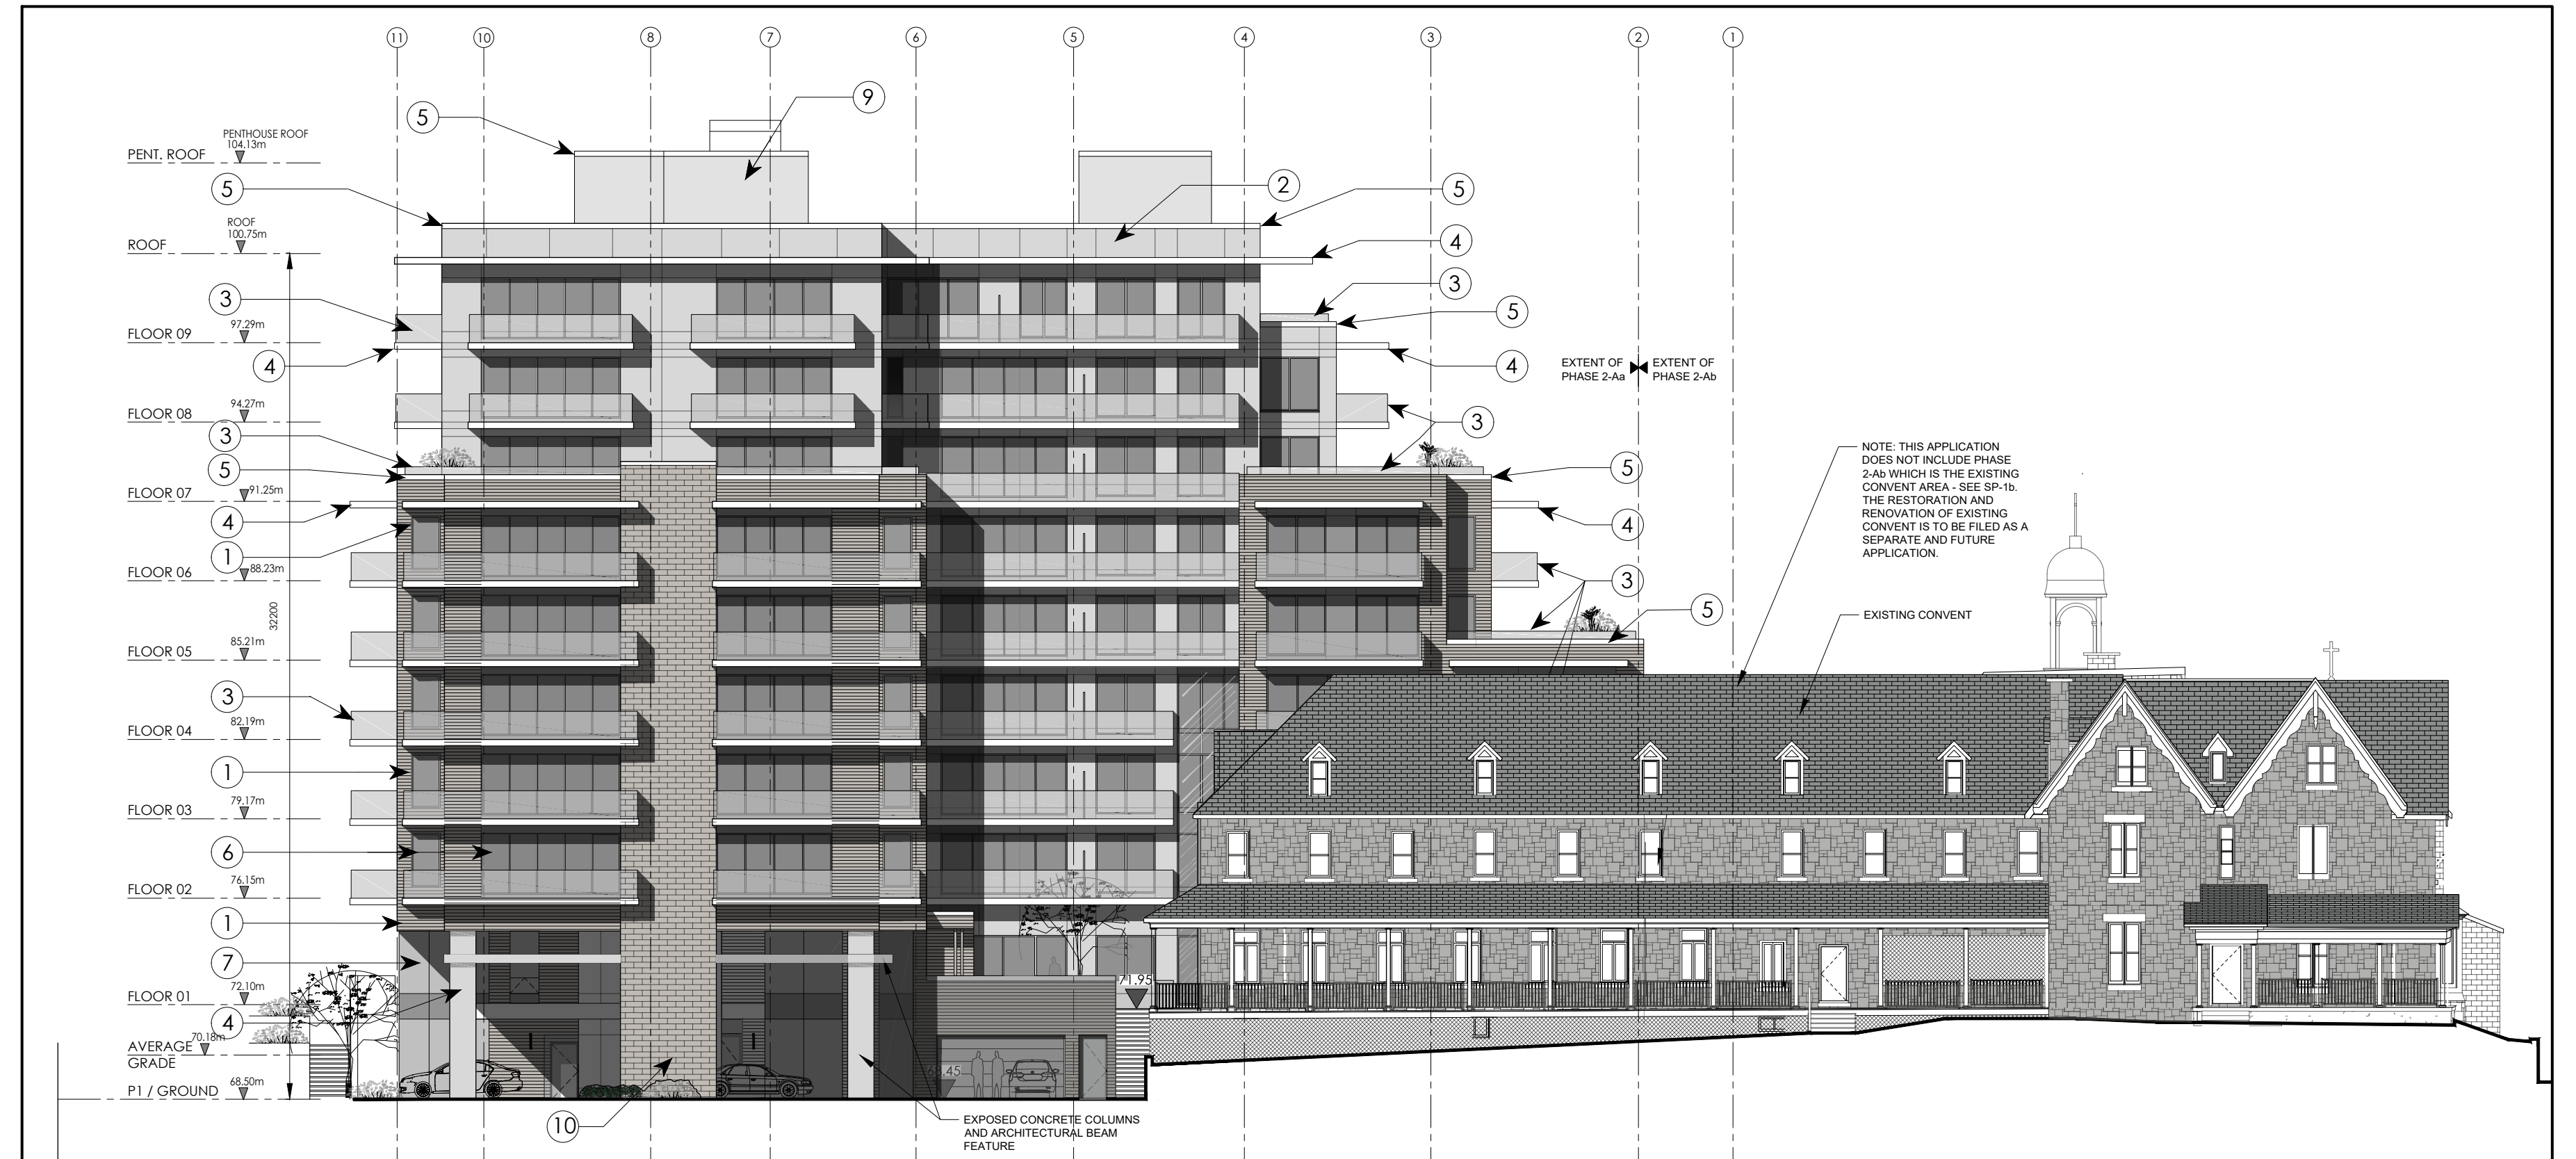 11 10 8 7 6 5 4 3 2 1
9
5
PENTHOUSE ROOF
104.13m
PENT. ROOF
5
2
5
ROOF
100.75m
ROOF
4
3
3
5
97.29m
FLOOR 09
4
4
EXTENT OF
PHASE 2-Aa
EXTENT OF
PHASE 2-Ab
94.27m
FLOOR 08
3
3
5
5
91.25m
FLOOR 07
4
4
1
88.23m
FLOOR 06
3
32200
5
85.21m
FLOOR 05
3
82.19m
FLOOR 04
1
79.17m
FLOOR 03
6
76.15m
FLOOR 02
1
7
72.10m
FLOOR 01
4
70.18m
AVERAGE
GRADE
68.50m
P1 / GROUND
10
NOTE: THIS APPLICATION
DOES NOT INCLUDE PHASE
2-Ab WHICH IS THE EXISTING
CONVENT AREA - SEE SP-1b.
THE RESTORATION AND
RENOVATION OF EXISTING
CONVENT IS TO BE FILED AS A
SEPARATE AND FUTURE
APPLICATION.
EXISTING CONVENT
71.95
EXPOSED CONCRETE COLUMNS
AND ARCHITECTURAL BEAM
FEATURE